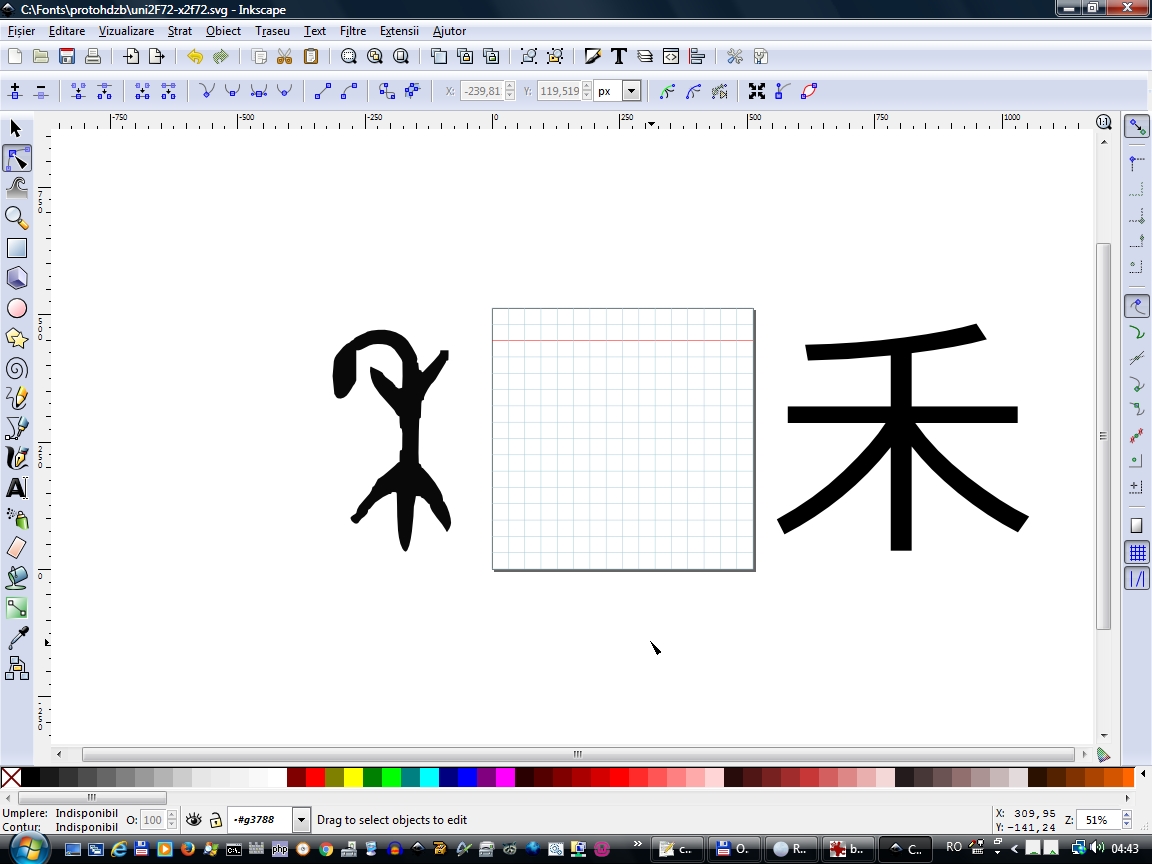 C:\Fonts\protohdzb\uni2F72-x2f72.svg - Inkscape
Fișier Editare Vizualizare Strat Obiect Traseu Text Filtre Extensii Ajutor
X: -239,81 Y: 119,519 px
-750 -500 -250 0 250 500 750 1000
750
500
250
0
-250
禾
Umplere: Indisponibil
Contur: Indisponibil
O: 100
-#g3788
Drag to select objects to edit
X: 309,95
Y: -141,24
Z: 51%
php
c.. O.. R.. b.. C..
RO
04:43